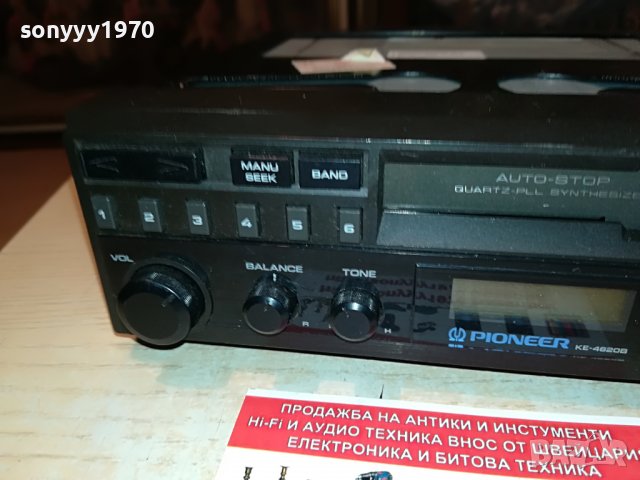 sonyyy1970
MANU SEEK
BAND
AUTO-STOP
QUARTZ-PLL SYNTHESIZE
1 2 3 4 5 6
VOL
BALANCE
TONE
R
H
PIONEER KE-4620B
ПРОДАЖБА НА АНТИКИ И ИНСТУМЕНТИ
Hi-Fi И АУДИО ТЕХНИКА ВНОС ОТ ШВЕЙЦАРИЯ
ЕЛЕКТРОНИКА И БИТОВА ТЕХНИКА